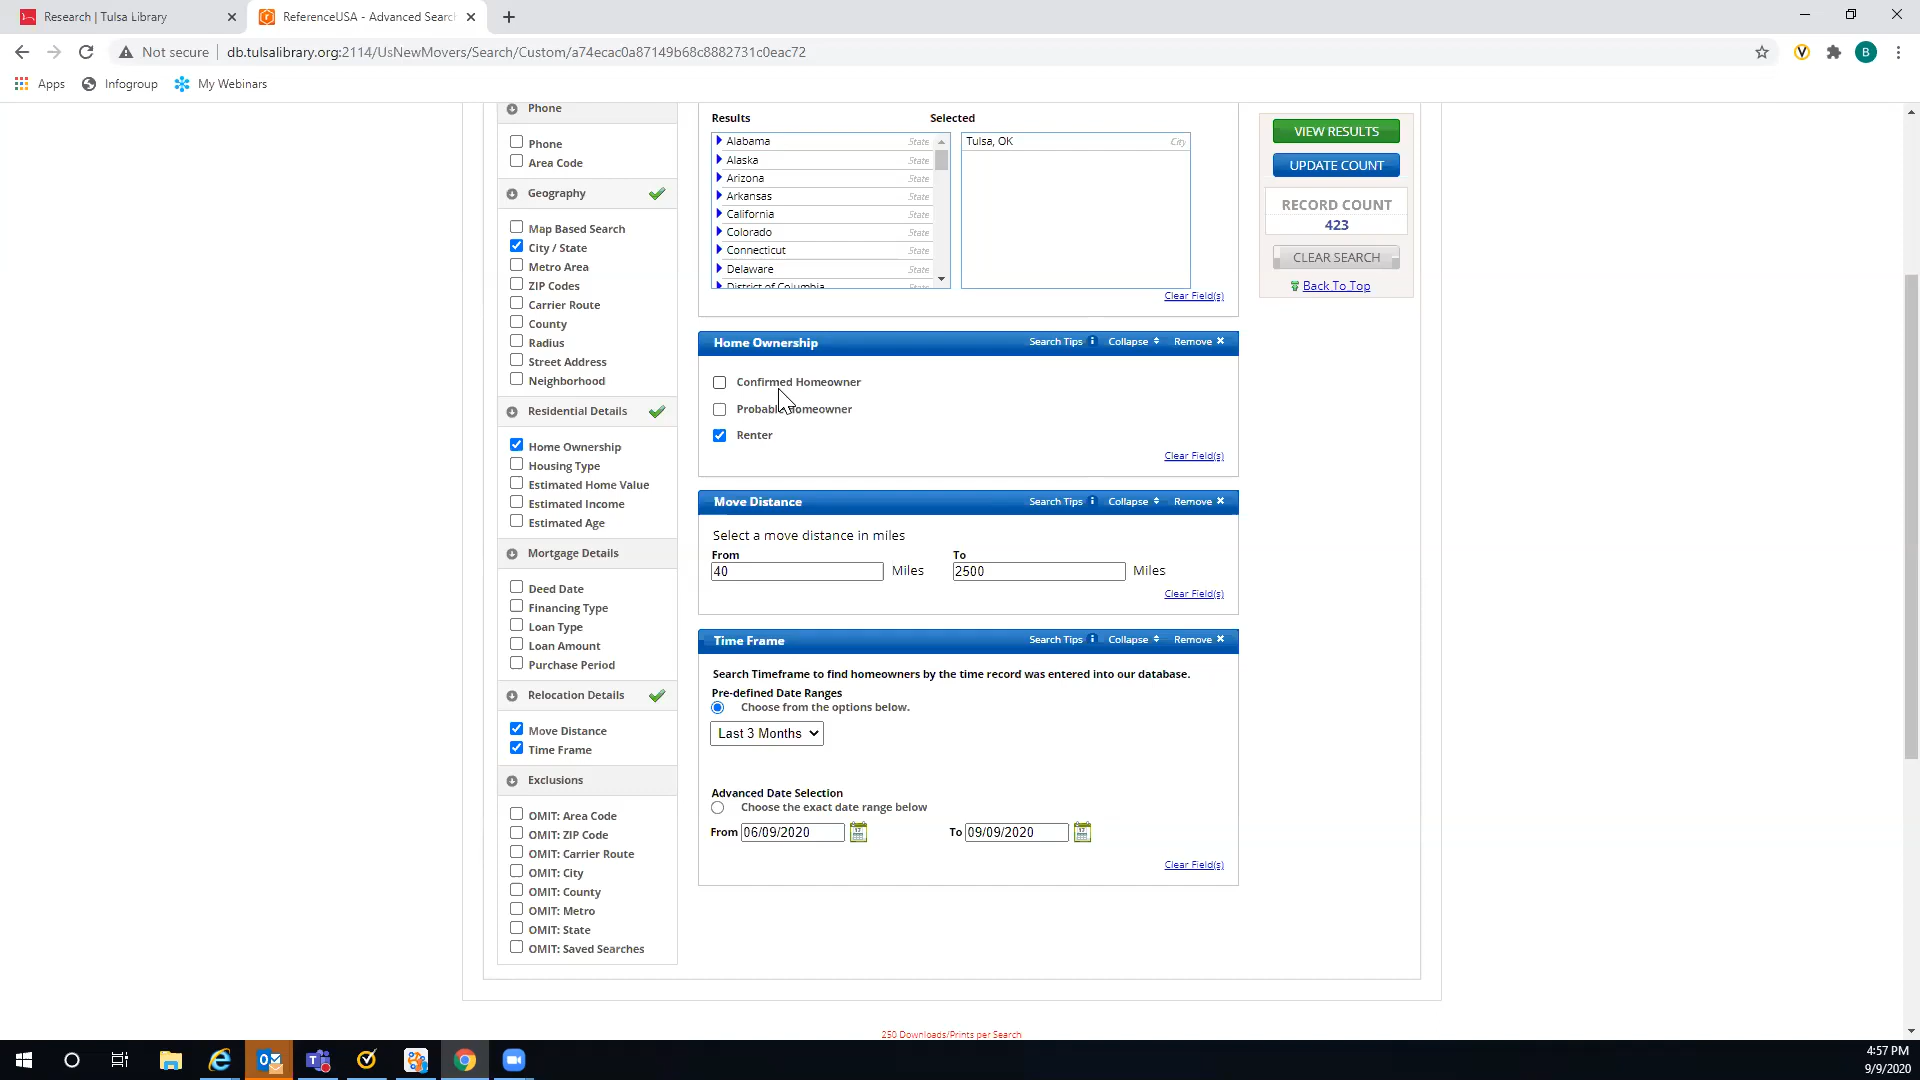 Research | Tulsa Library
ReferenceUSA - Advanced Searc
Not secure
db.tulsalibrary.org:2114/UsNewMovers/Search/Custom/a74ecac0a87149b68c8882731c0eac72
B
Apps
Infogroup
My Webinars
Phone
Phone
Area Code
Geography
Map Based Search
City / State
Metro Area
ZIP Codes
Carrier Route
County
Radius
Street Address
Neighborhood
Residential Details
Home Ownership
Housing Type
Estimated Home Value
Estimated Income
Estimated Age
Mortgage Details
Deed Date
Financing Type
Loan Type
Loan Amount
Purchase Period
Relocation Details
Move Distance
Time Frame
Exclusions
OMIT: Area Code
OMIT: ZIP Code
OMIT: Carrier Route
OMIT: City
OMIT: County
OMIT: Metro
OMIT: State
OMIT: Saved Searches
Results Selected
Alabama State
Alaska State
Arizona State
Arkansas State
California State
Colorado State
Connecticut State
Delaware State
District of Columbia State
Tulsa, OK City
Clear Field(s)
Home Ownership Search Tips Collapse Remove
Confirmed Homeowner
Probable Homeowner
Renter
Clear Field(s)
Move Distance Search Tips Collapse Remove
Select a move distance in miles
From To
40 Miles 2500 Miles
Clear Field(s)
Time Frame Search Tips Collapse Remove
Search Timeframe to find homeowners by the time record was entered into our database.
Pre-defined Date Ranges
Choose from the options below.
Last 3 Months
Advanced Date Selection
Choose the exact date range below
From 06/09/2020 To 09/09/2020
Clear Field(s)
VIEW RESULTS
UPDATE COUNT
RECORD COUNT
423
CLEAR SEARCH
Back To Top
250 Downloads/Prints per Search
4:57 PM
9/9/2020